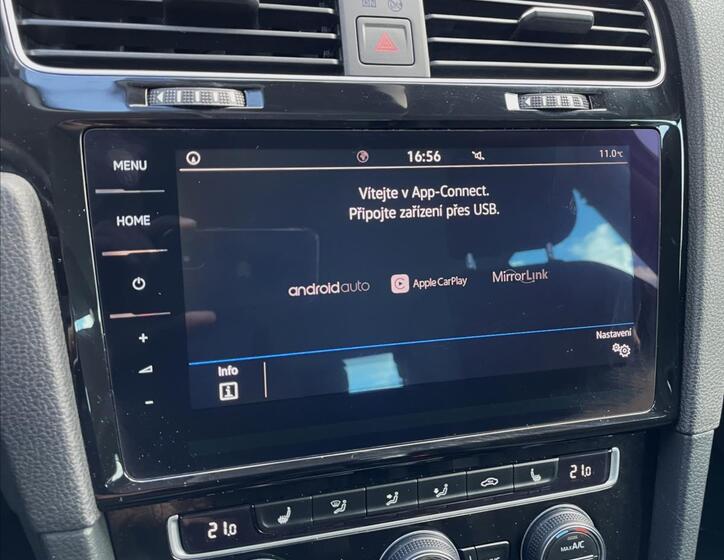 MENU
HOME
16:56
11.0°C
Vítejte v App-Connect.
Připojte zařízení přes USB.
androidauto
Apple CarPlay
MirrorLink
Nastavení
Info
21.0
21.0
MAX A/C